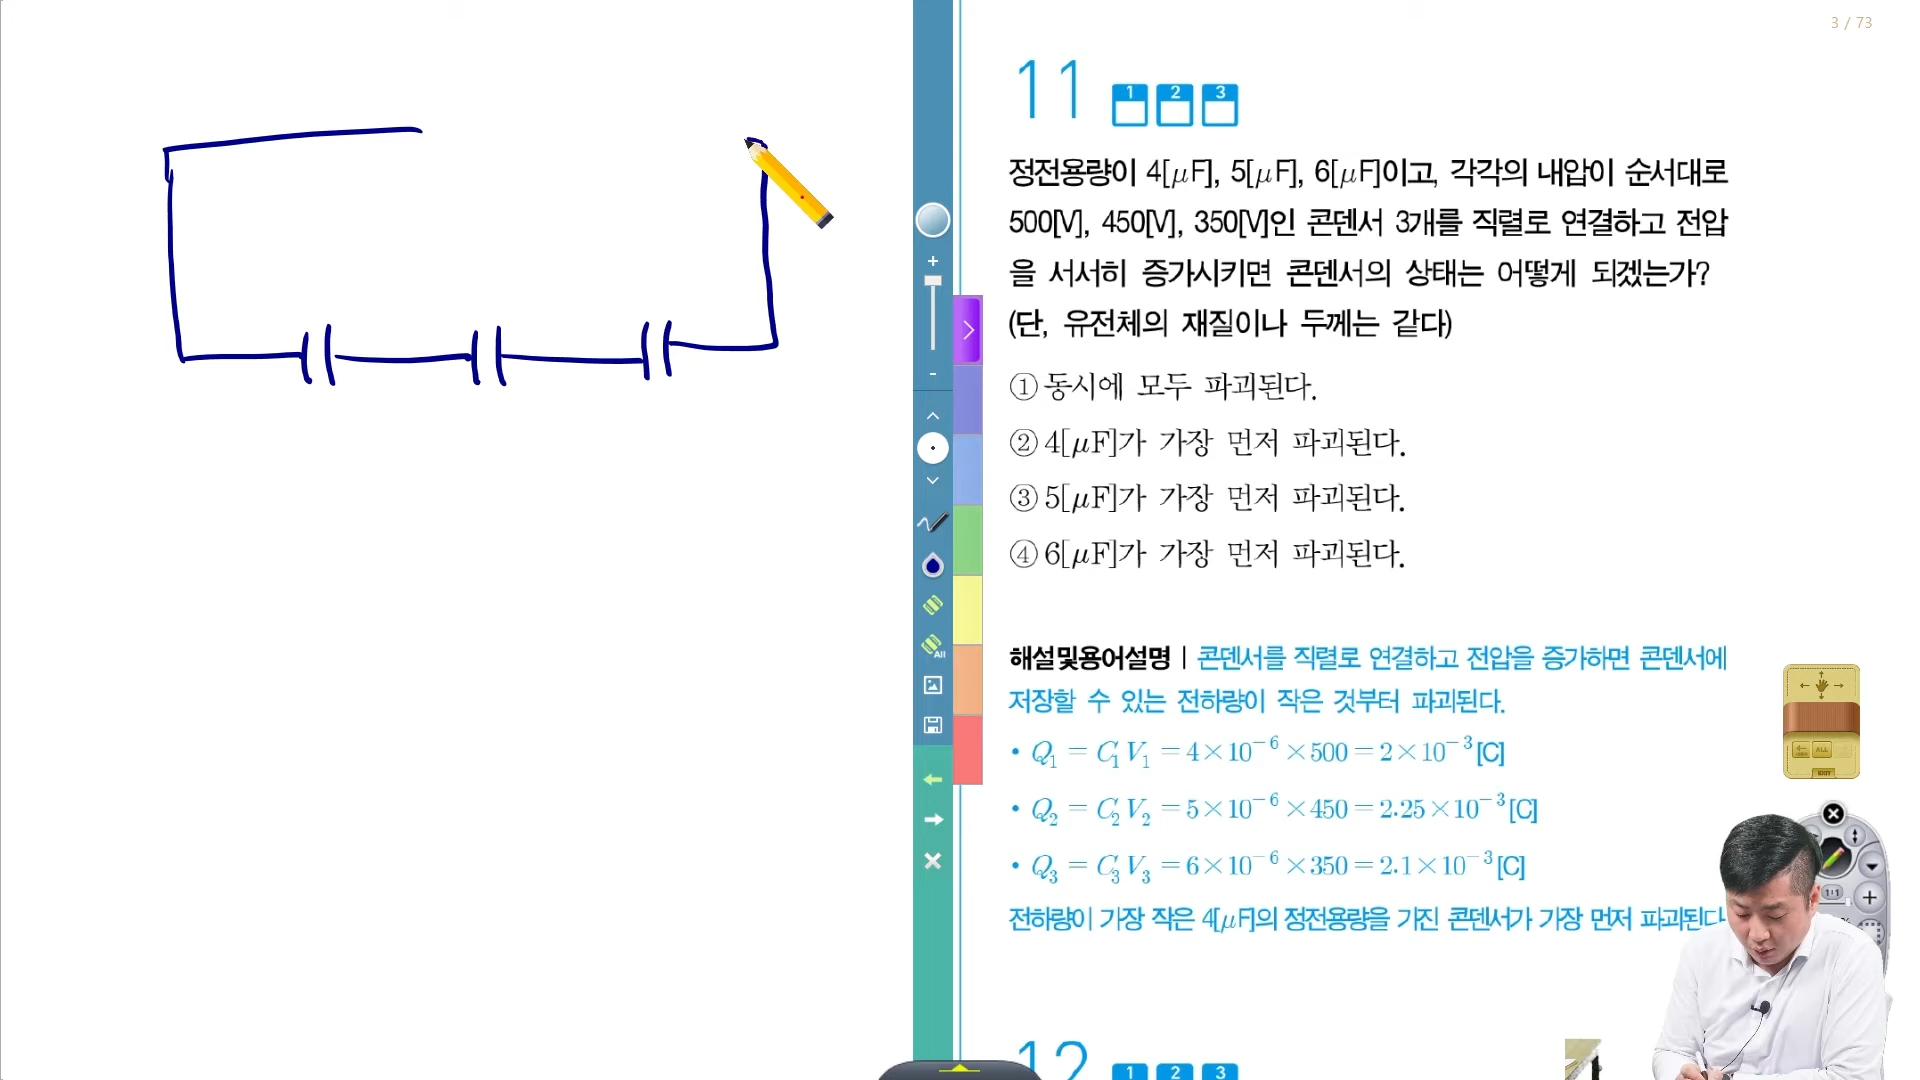 3 / 73
11 1 2 3
정전용량이 4[μF], 5[μF], 6[μF]이고, 각각의 내압이 순서대로
500[V], 450[V], 350[V]인 콘덴서 3개를 직렬로 연결하고 전압
을 서서히 증가시키면 콘덴서의 상태는 어떻게 되겠는가?
(단, 유전체의 재질이나 두께는 같다)
① 동시에 모두 파괴된다.
② 4[μF]가 가장 먼저 파괴된다.
③ 5[μF]가 가장 먼저 파괴된다.
④ 6[μF]가 가장 먼저 파괴된다.
해설및용어설명 | 콘덴서를 직렬로 연결하고 전압을 증가하면 콘덴서에
저장할 수 있는 전하량이 작은 것부터 파괴된다.
• Q₁ = C₁V₁ = 4×10⁻⁶×500 = 2×10⁻³[C]
• Q₂ = C₂V₂ = 5×10⁻⁶×450 = 2.25×10⁻³[C]
• Q₃ = C₃V₃ = 6×10⁻⁶×350 = 2.1×10⁻³[C]
전하량이 가장 작은 4[μF]의 정전용량을 가진 콘덴서가 가장 먼저 파괴된다
12 1 2 3
All
ALL
EXIT
1:1